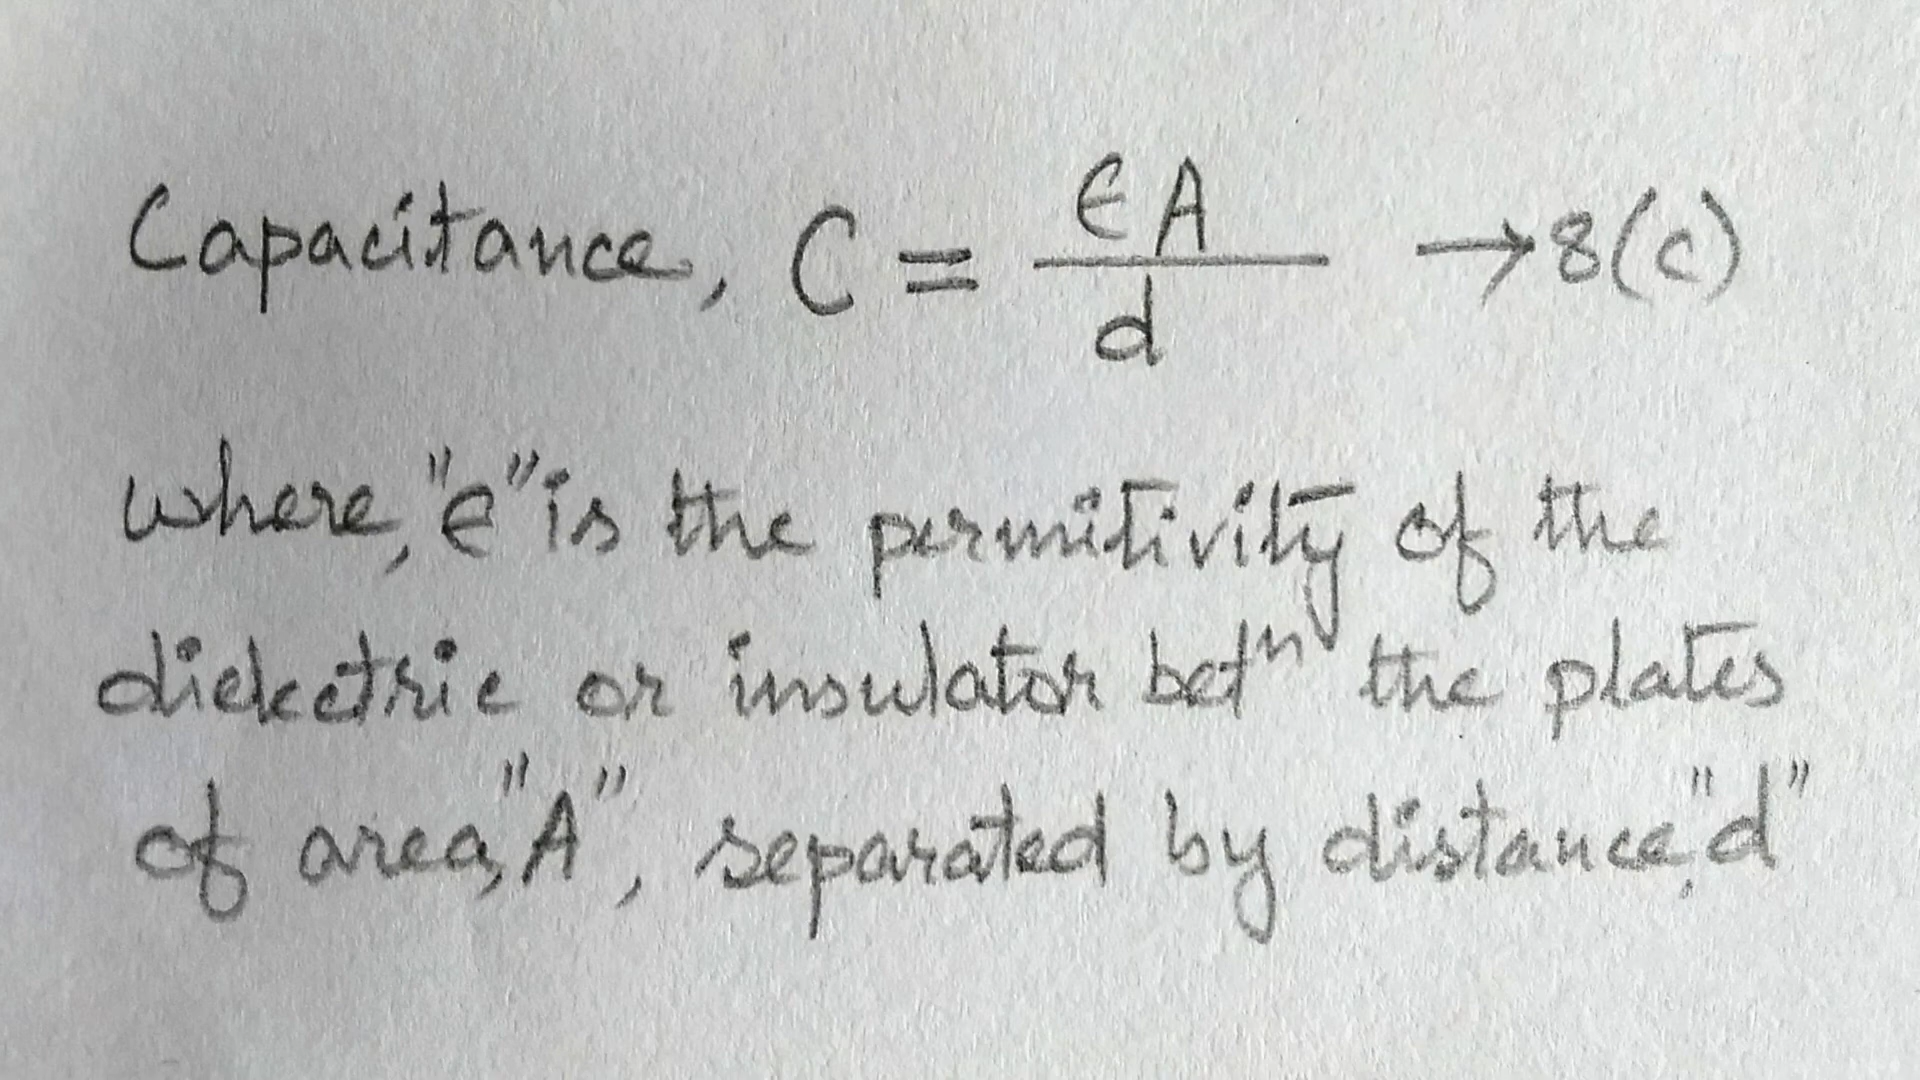 Capacitance, C = ϵA/d → 8(c)
where, "ϵ" is the permitivity of the
dielectric or insulator betⁿ the plates
of area, "A", separated by distance, "d"